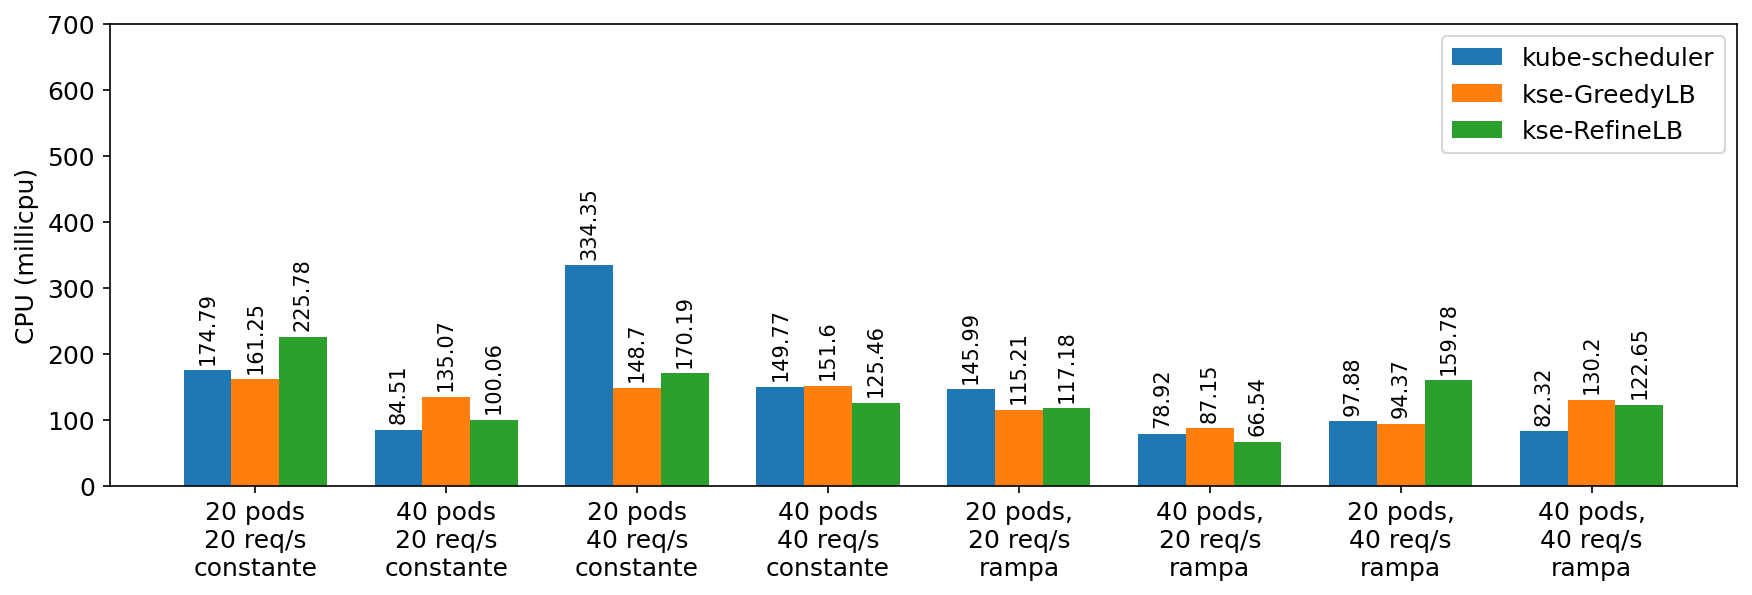 700
600
500
400
300
200
100
0
CPU (millicpu)
kube-scheduler
kse-GreedyLB
kse-RefineLB
174.79
161.25
225.78
84.51
135.07
100.06
334.35
148.7
170.19
149.77
151.6
125.46
145.99
115.21
117.18
78.92
87.15
66.54
97.88
94.37
159.78
82.32
130.2
122.65
20 pods
20 req/s
constante
40 pods
20 req/s
constante
20 pods
40 req/s
constante
40 pods
40 req/s
constante
20 pods,
20 req/s
rampa
40 pods,
20 req/s
rampa
20 pods,
40 req/s
rampa
40 pods,
40 req/s
rampa